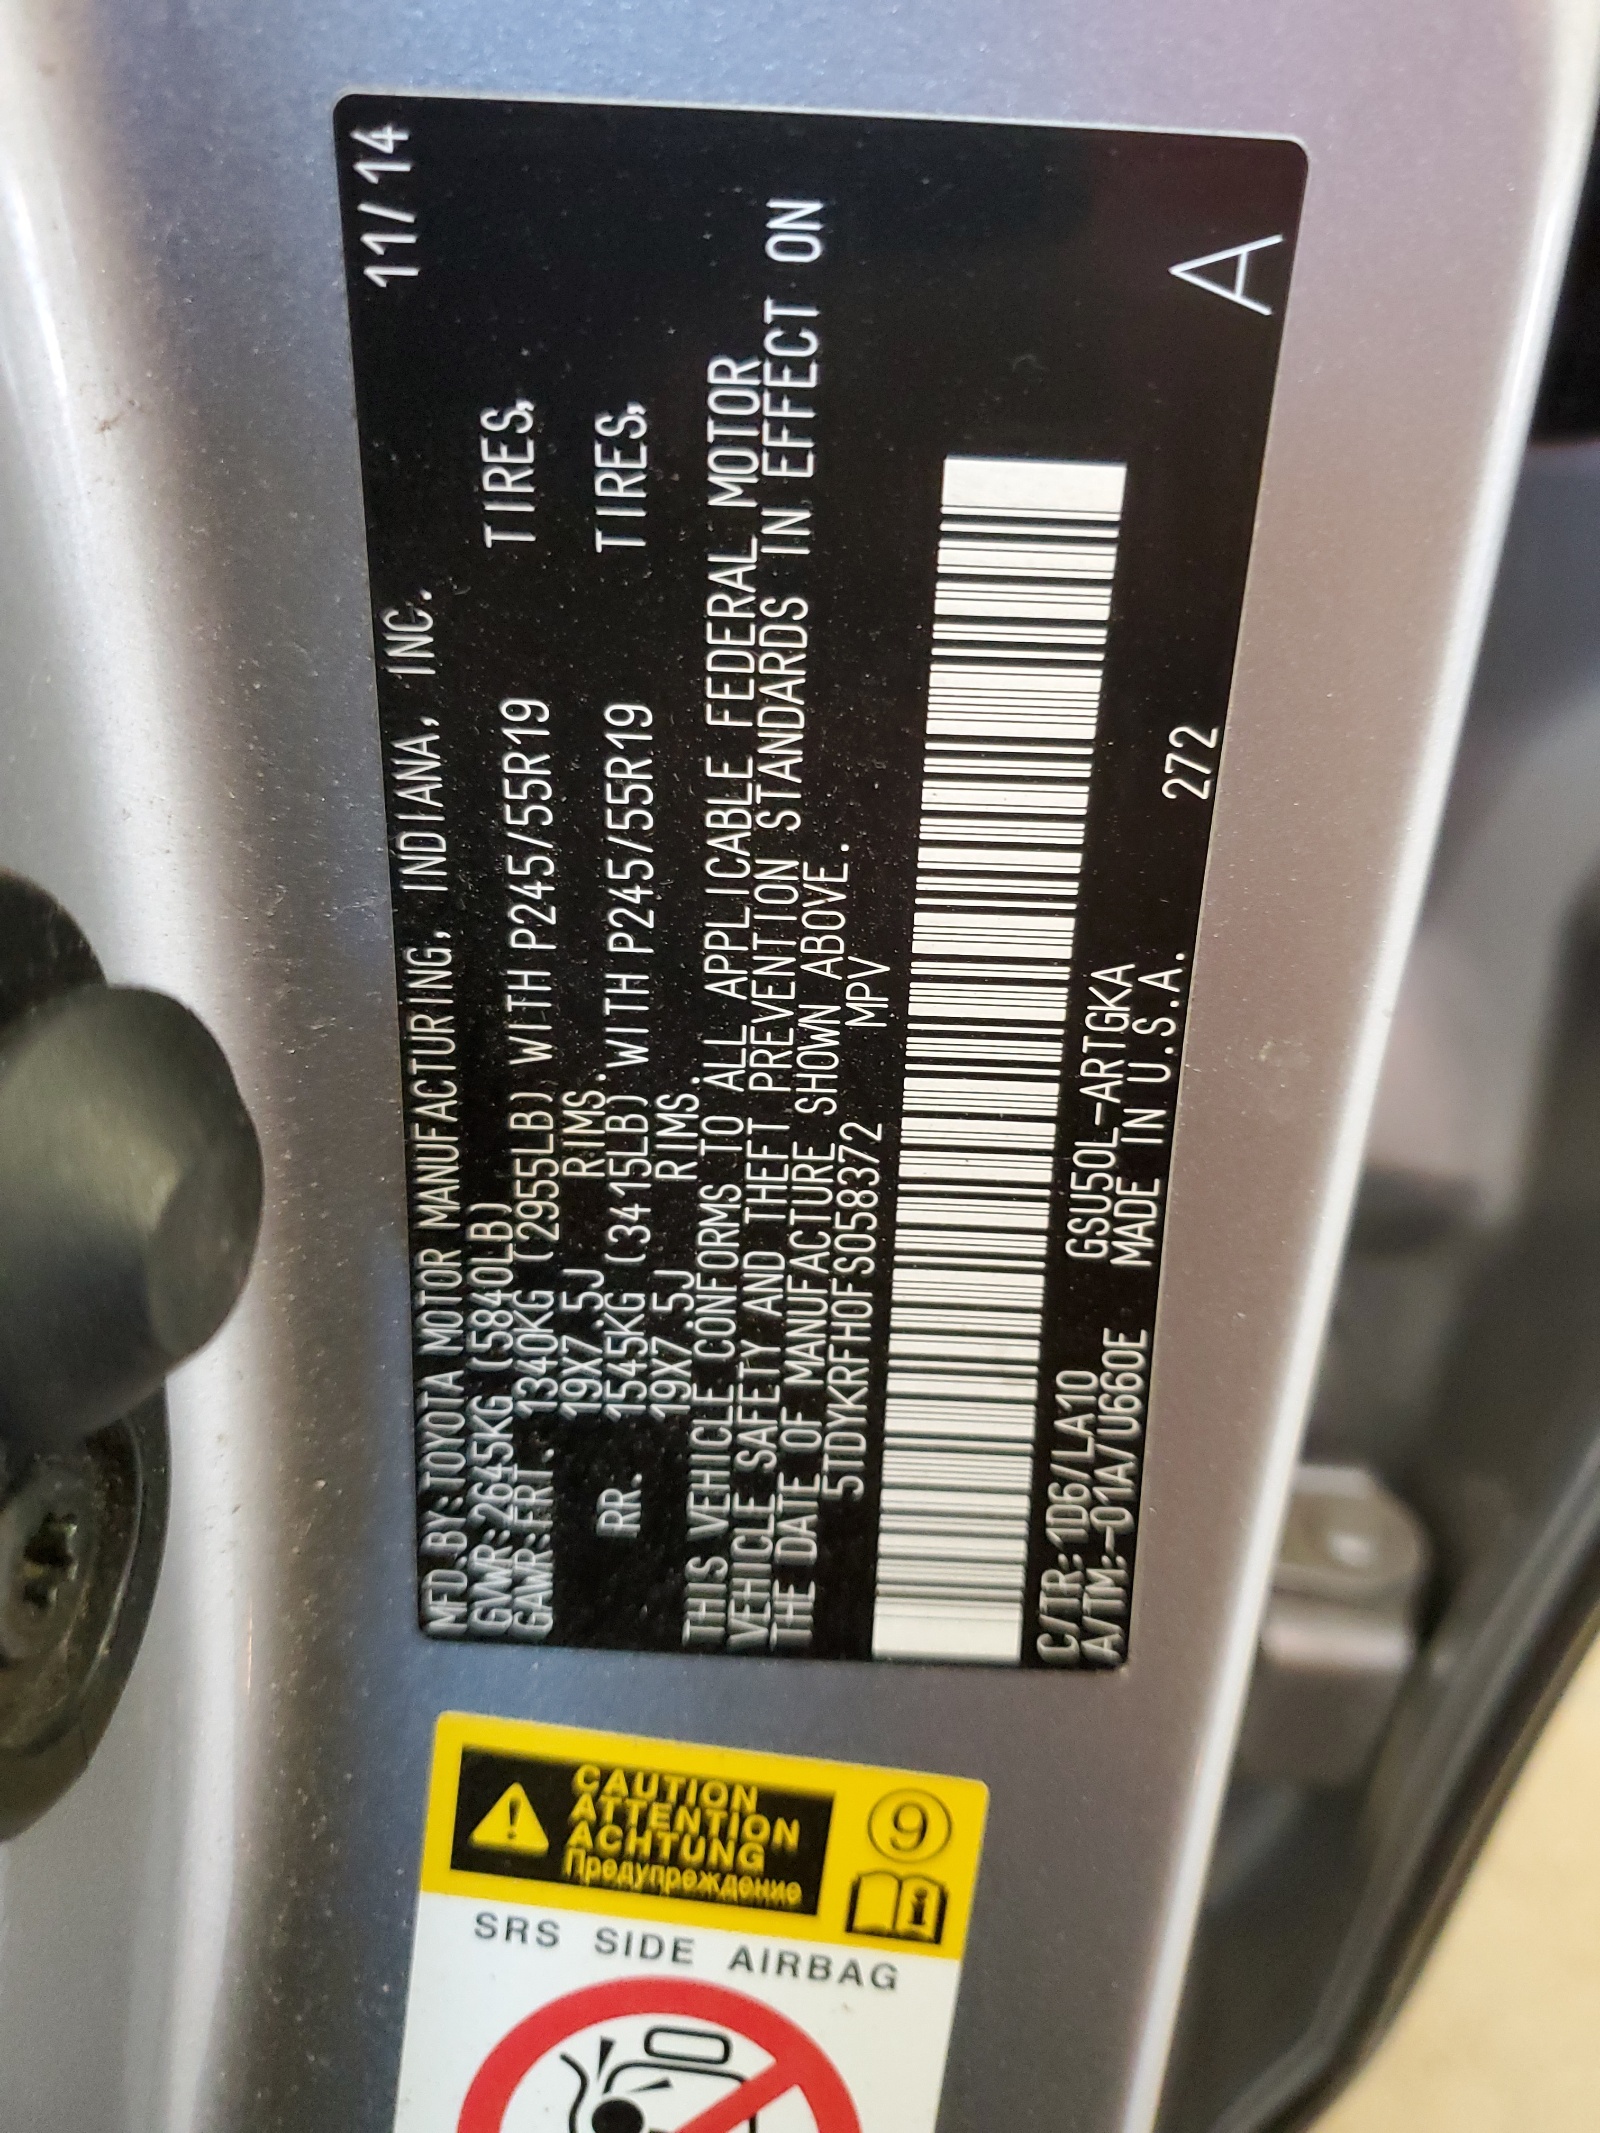 MFD.BY:TOYOTA MOTOR MANUFACTURING, INDIANA, INC. 11/14
GVWR:2645KG (5840LB)
GAWR:FRT. 1340KG (2955LB) WITH P245/55R19 TIRES,
19X7.5J RIMS.
RR. 1545KG (3415LB) WITH P245/55R19 TIRES,
19X7.5J RIMS.
THIS VEHICLE CONFORMS TO ALL APPLICABLE FEDERAL MOTOR
VEHICLE SAFETY AND THEFT PREVENTION STANDARDS IN EFFECT ON
THE DATE OF MANUFACTURE SHOWN ABOVE.
5TDYKRFH0FS058372 MPV
C/TR:1D6/LA10 GSU50L-ARTGKA
A/TM:-01A/U660E MADE IN U.S.A. 272 A
CAUTION
ATTENTION
ACHTUNG
Предупреждение
9
i
SRS SIDE AIRBAG